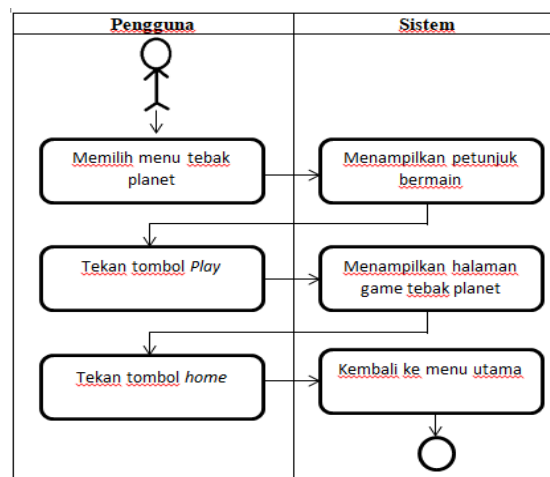 Pengguna
Sistem
Memilih menu tebak
planet
Menampilkan petunjuk
bermain
Tekan tombol Play
Menampilkan halaman
game tebak planet
Tekan tombol home
Kembali ke menu utama